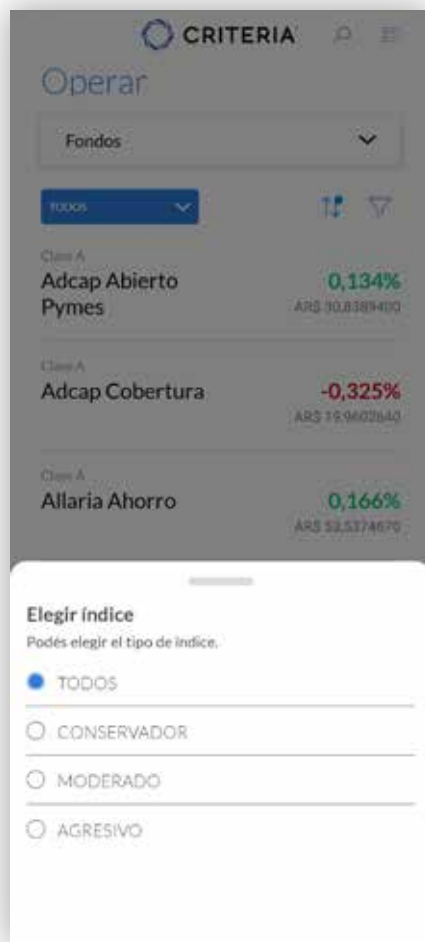 CRITERIA
Operar
Fondos
TODOS
Clase A
Adcap Abierto
Pymes
0,134%
ARS 30,8389400
Clase A
Adcap Cobertura
-0,325%
ARS 19,9602640
Clase A
Allaria Ahorro
0,166%
ARS 53,5374670
Elegir índice
Podés elegir el tipo de índice.
TODOS
CONSERVADOR
MODERADO
AGRESIVO